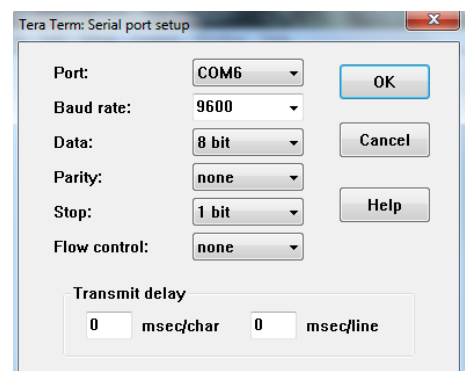 Tera Term: Serial port setup
Port: COM6 OK
Baud rate: 9600
Data: 8 bit Cancel
Parity: none
Stop: 1 bit Help
Flow control: none
Transmit delay
0 msec/char 0 msec/line